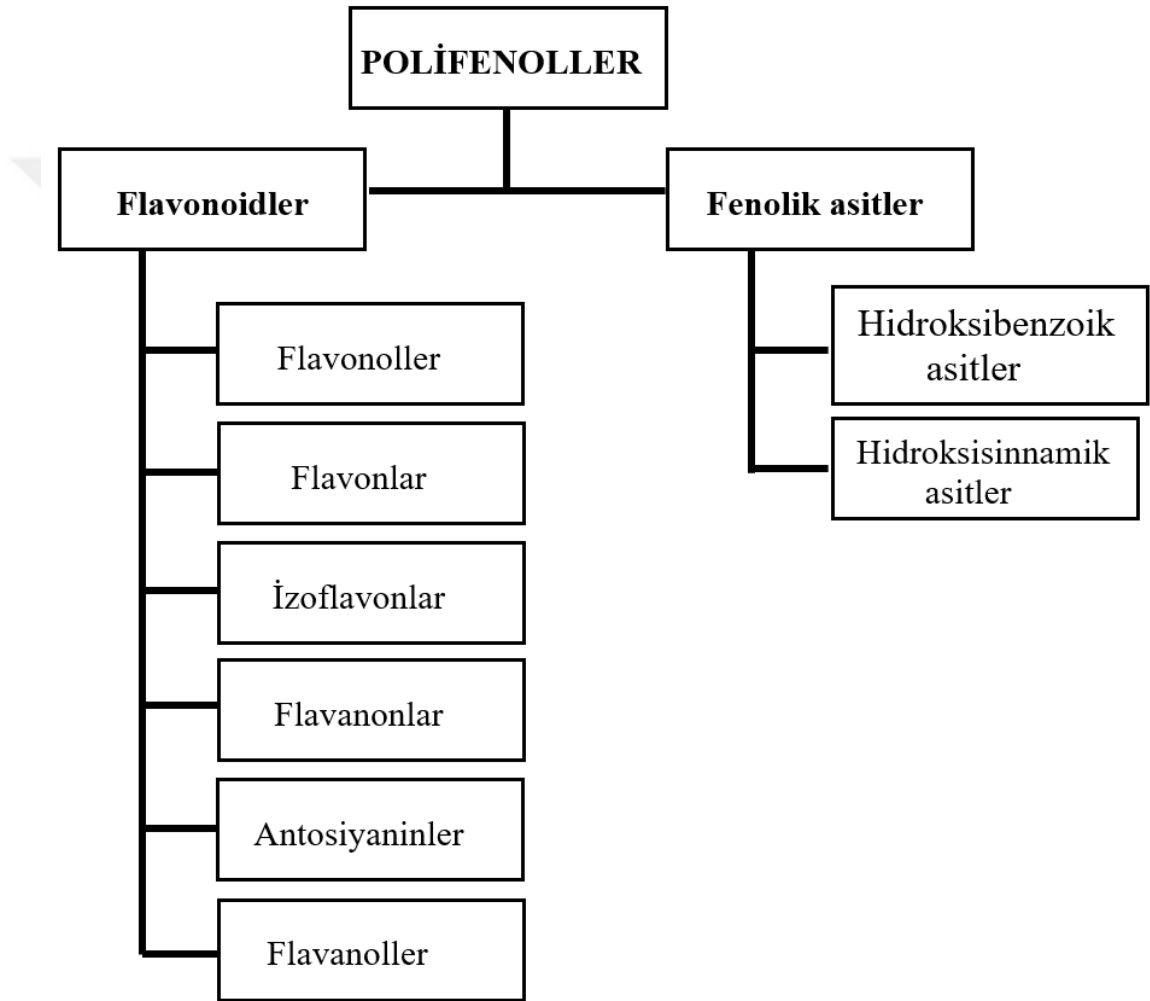 POLİFENOLLER
Flavonoidler
Fenolik asitler
Flavonoller
Flavonlar
İzoflavonlar
Flavanonlar
Antosiyaninler
Flavanoller
Hidroksibenzoik
asitler
Hidroksisinnamik
asitler